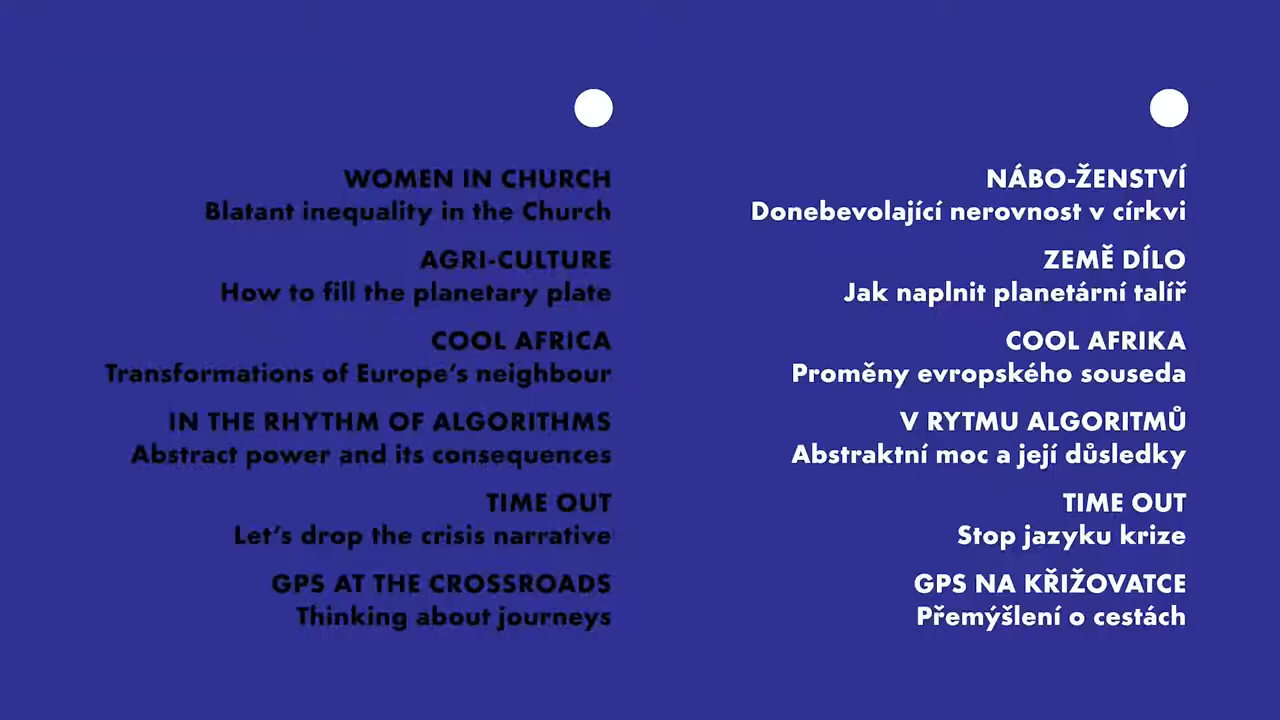 WOMEN IN CHURCH
Blatant inequality in the Church
AGRI-CULTURE
How to fill the planetary plate
COOL AFRICA
Transformations of Europe’s neighbour
IN THE RHYTHM OF ALGORITHMS
Abstract power and its consequences
TIME OUT
Let’s drop the crisis narrative
GPS AT THE CROSSROADS
Thinking about journeys
NÁBO-ŽENSTVÍ
Donebevolající nerovnost v církvi
ZEMĚ DÍLO
Jak naplnit planetární talíř
COOL AFRIKA
Proměny evropského souseda
V RYTMU ALGORITMŮ
Abstraktní moc a její důsledky
TIME OUT
Stop jazyku krize
GPS NA KŘIŽOVATCE
Přemýšlení o cestách